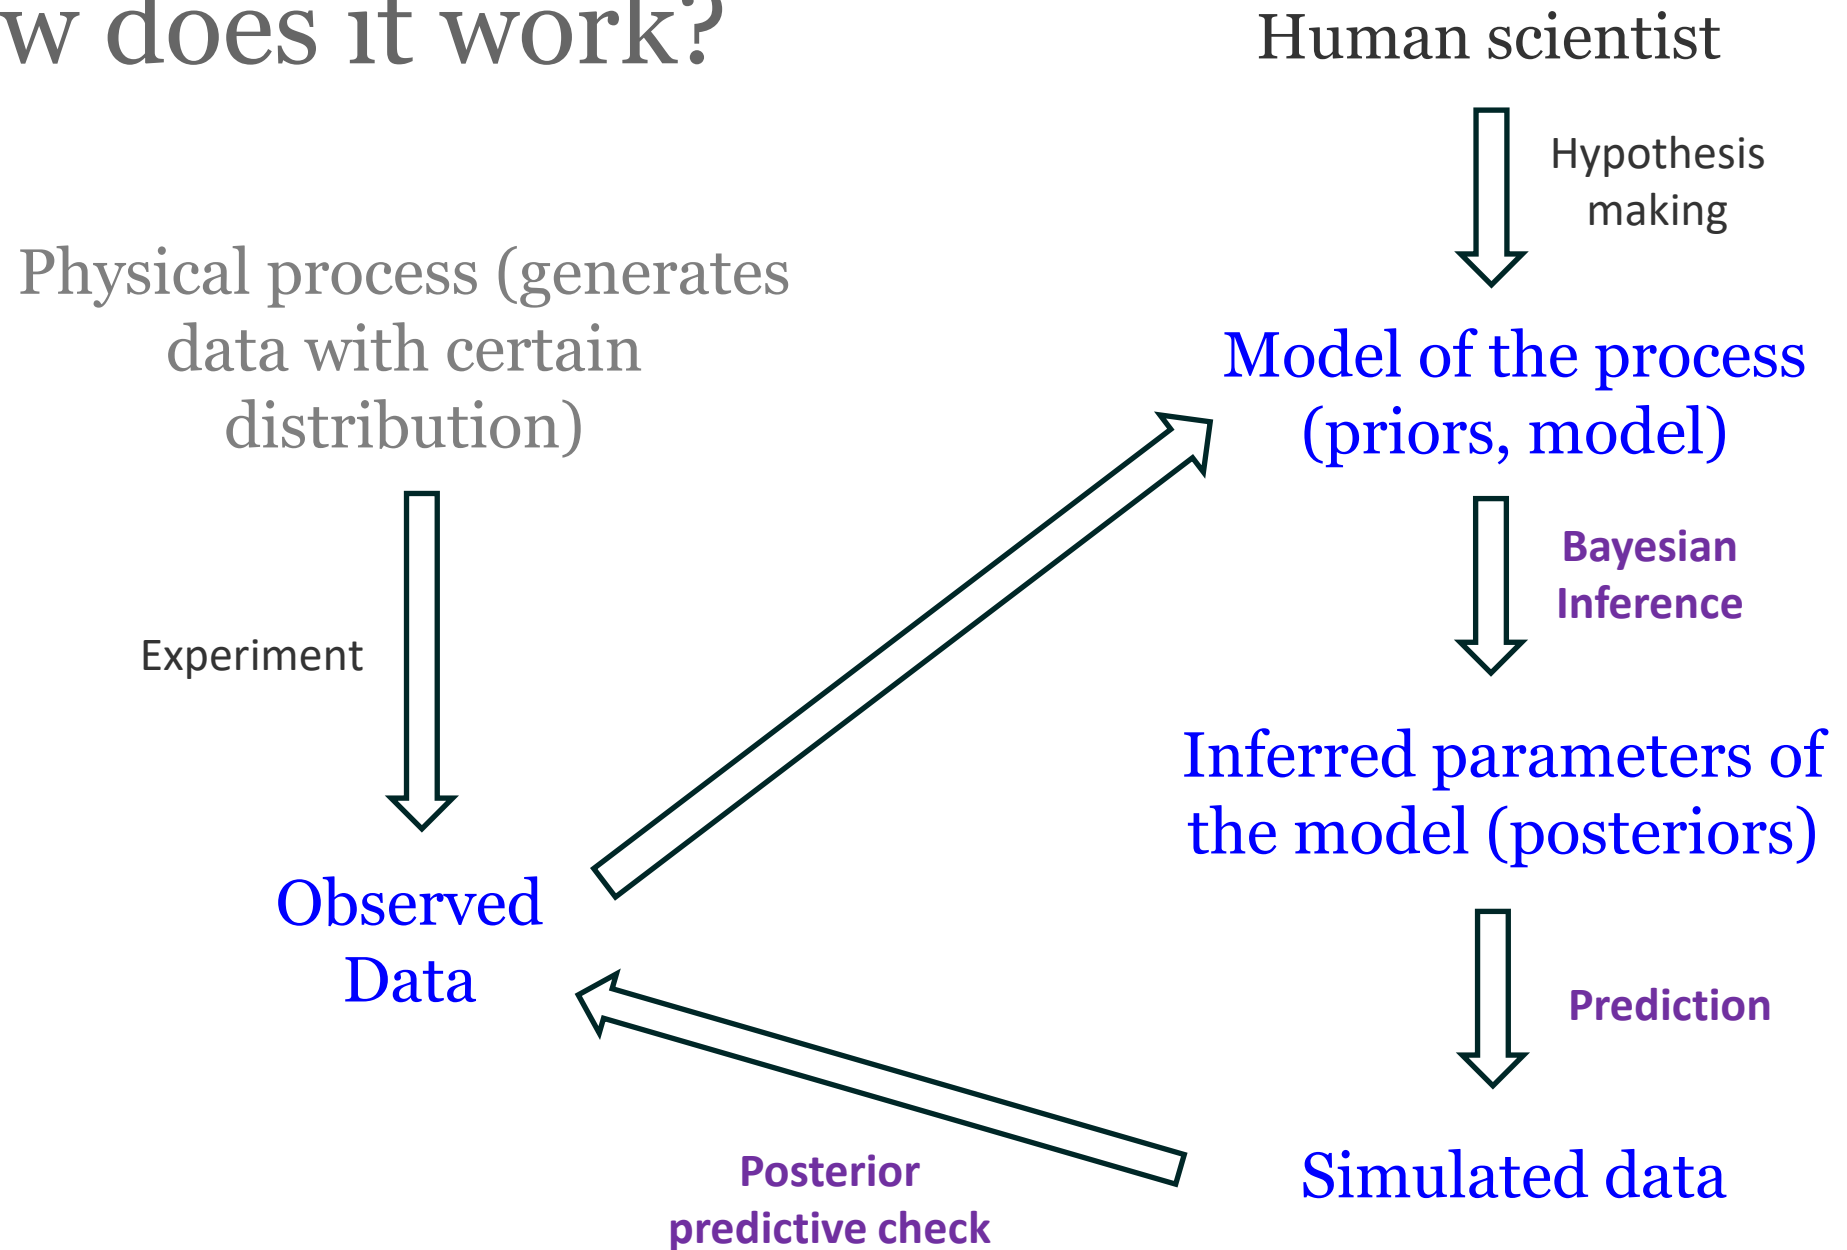 w does it work?
Human scientist
Hypothesis
making
Physical process (generates
data with certain
distribution)
Model of the process
(priors, model)
Bayesian
Inference
Experiment
Inferred parameters of
the model (posteriors)
Observed
Data
Prediction
Posterior
predictive check
Simulated data